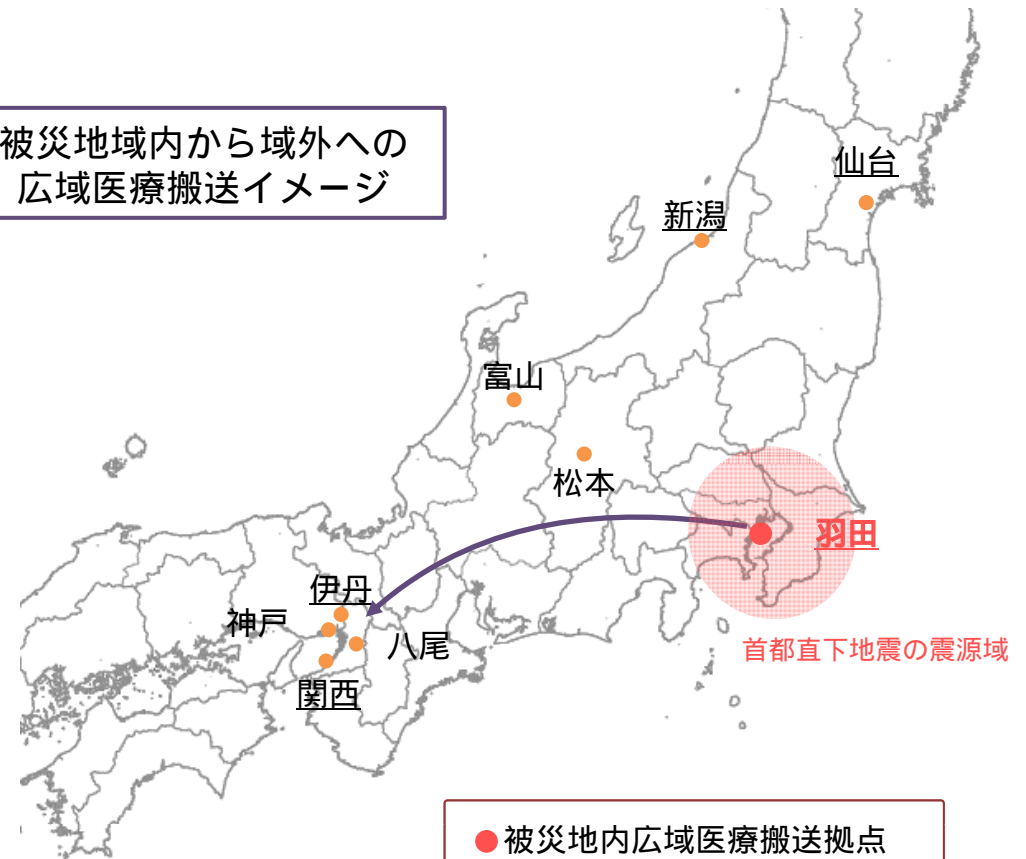 被災地域内から域外への
広域医療搬送イメージ
仙台
新潟
富山
松本
羽田
伊丹
神戸
八尾
首都直下地震の震源域
関西
●被災地内広域医療搬送拠点